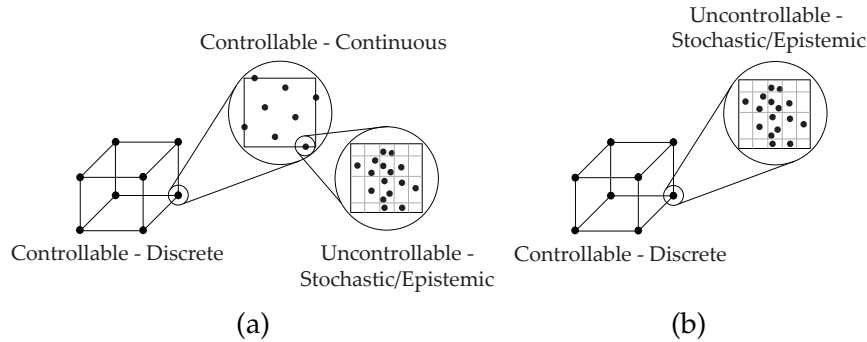 Controllable - Continuous
Controllable - Discrete
Uncontrollable -
Stochastic/Epistemic
(a)
Uncontrollable -
Stochastic/Epistemic
Controllable - Discrete
(b)